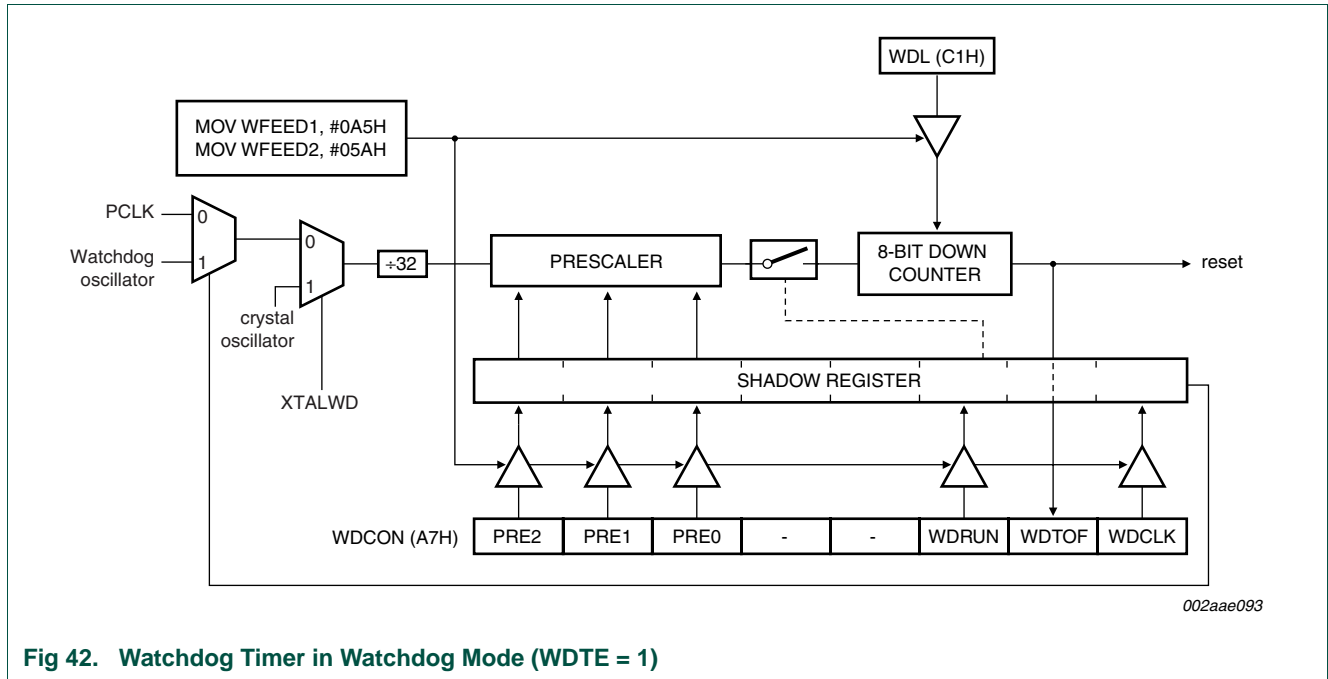 WDL (C1H)
MOV WFEED1, #0A5H
MOV WFEED2, #05AH
PCLK
0
Watchdog
oscillator
1
0
1
crystal
oscillator
XTALWD
÷32
PRESCALER
8-BIT DOWN
COUNTER
reset
SHADOW REGISTER
WDCON (A7H)
PRE2
PRE1
PRE0
-
-
WDRUN
WDTOF
WDCLK
002aae093
Fig 42. Watchdog Timer in Watchdog Mode (WDTE = 1)